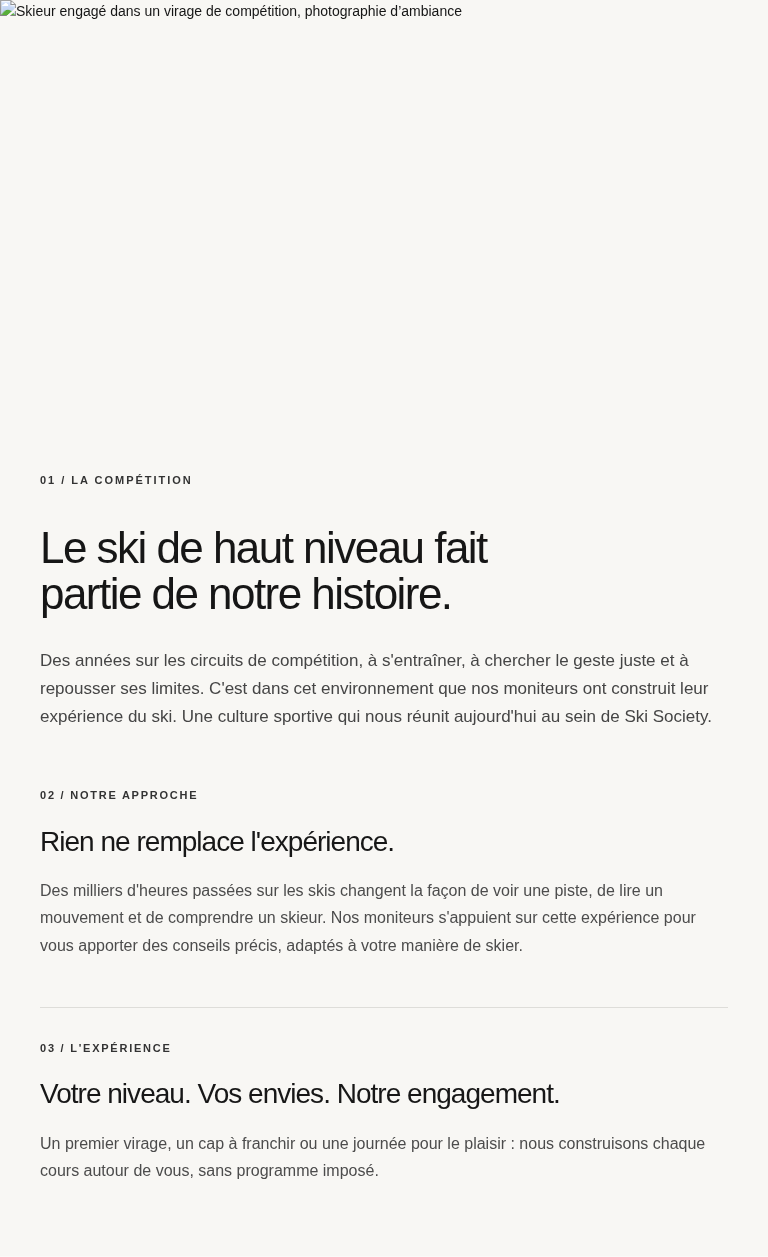 Skieur engagé dans un virage de compétition, photographie d’ambiance
01 / LA COMPÉTITION
Le ski de haut niveau fait
partie de notre histoire.
Des années sur les circuits de compétition, à s'entraîner, à chercher le geste juste et à
repousser ses limites. C'est dans cet environnement que nos moniteurs ont construit leur
expérience du ski. Une culture sportive qui nous réunit aujourd'hui au sein de Ski Society.
02 / NOTRE APPROCHE
Rien ne remplace l'expérience.
Des milliers d'heures passées sur les skis changent la façon de voir une piste, de lire un
mouvement et de comprendre un skieur. Nos moniteurs s'appuient sur cette expérience pour
vous apporter des conseils précis, adaptés à votre manière de skier.
03 / L'EXPÉRIENCE
Votre niveau. Vos envies. Notre engagement.
Un premier virage, un cap à franchir ou une journée pour le plaisir : nous construisons chaque
cours autour de vous, sans programme imposé.